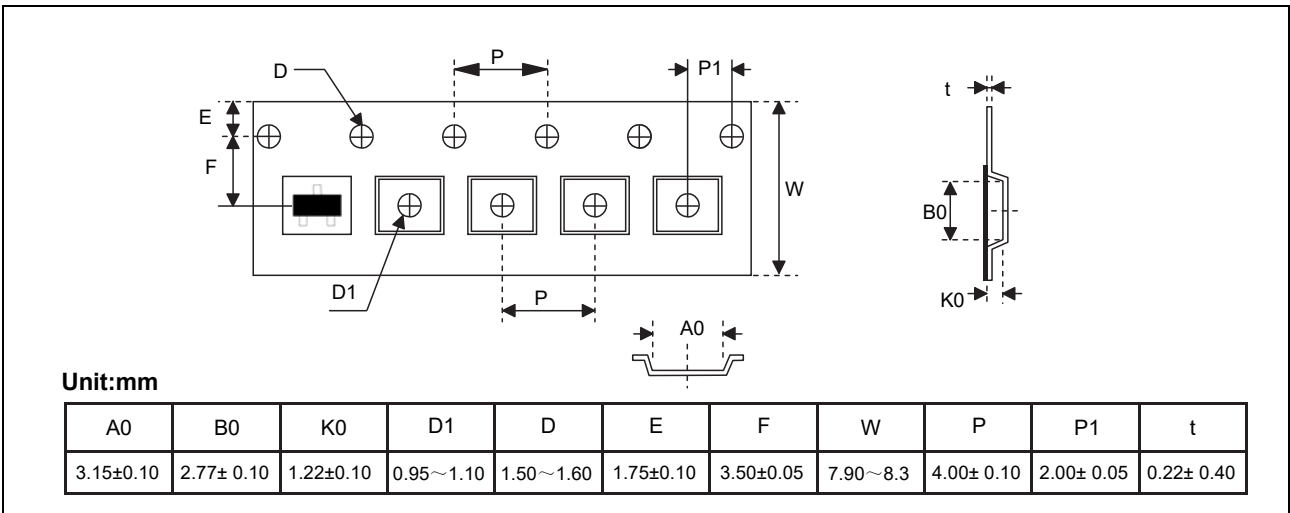 P
P1
D
t
E
F
W
B0
D1
P
K0
A0
Unit:mm
A0 B0 K0 D1 D E F W P P1 t
3.15±0.10 2.77± 0.10 1.22±0.10 0.95～1.10 1.50～1.60 1.75±0.10 3.50±0.05 7.90～8.3 4.00± 0.10 2.00± 0.05 0.22± 0.40